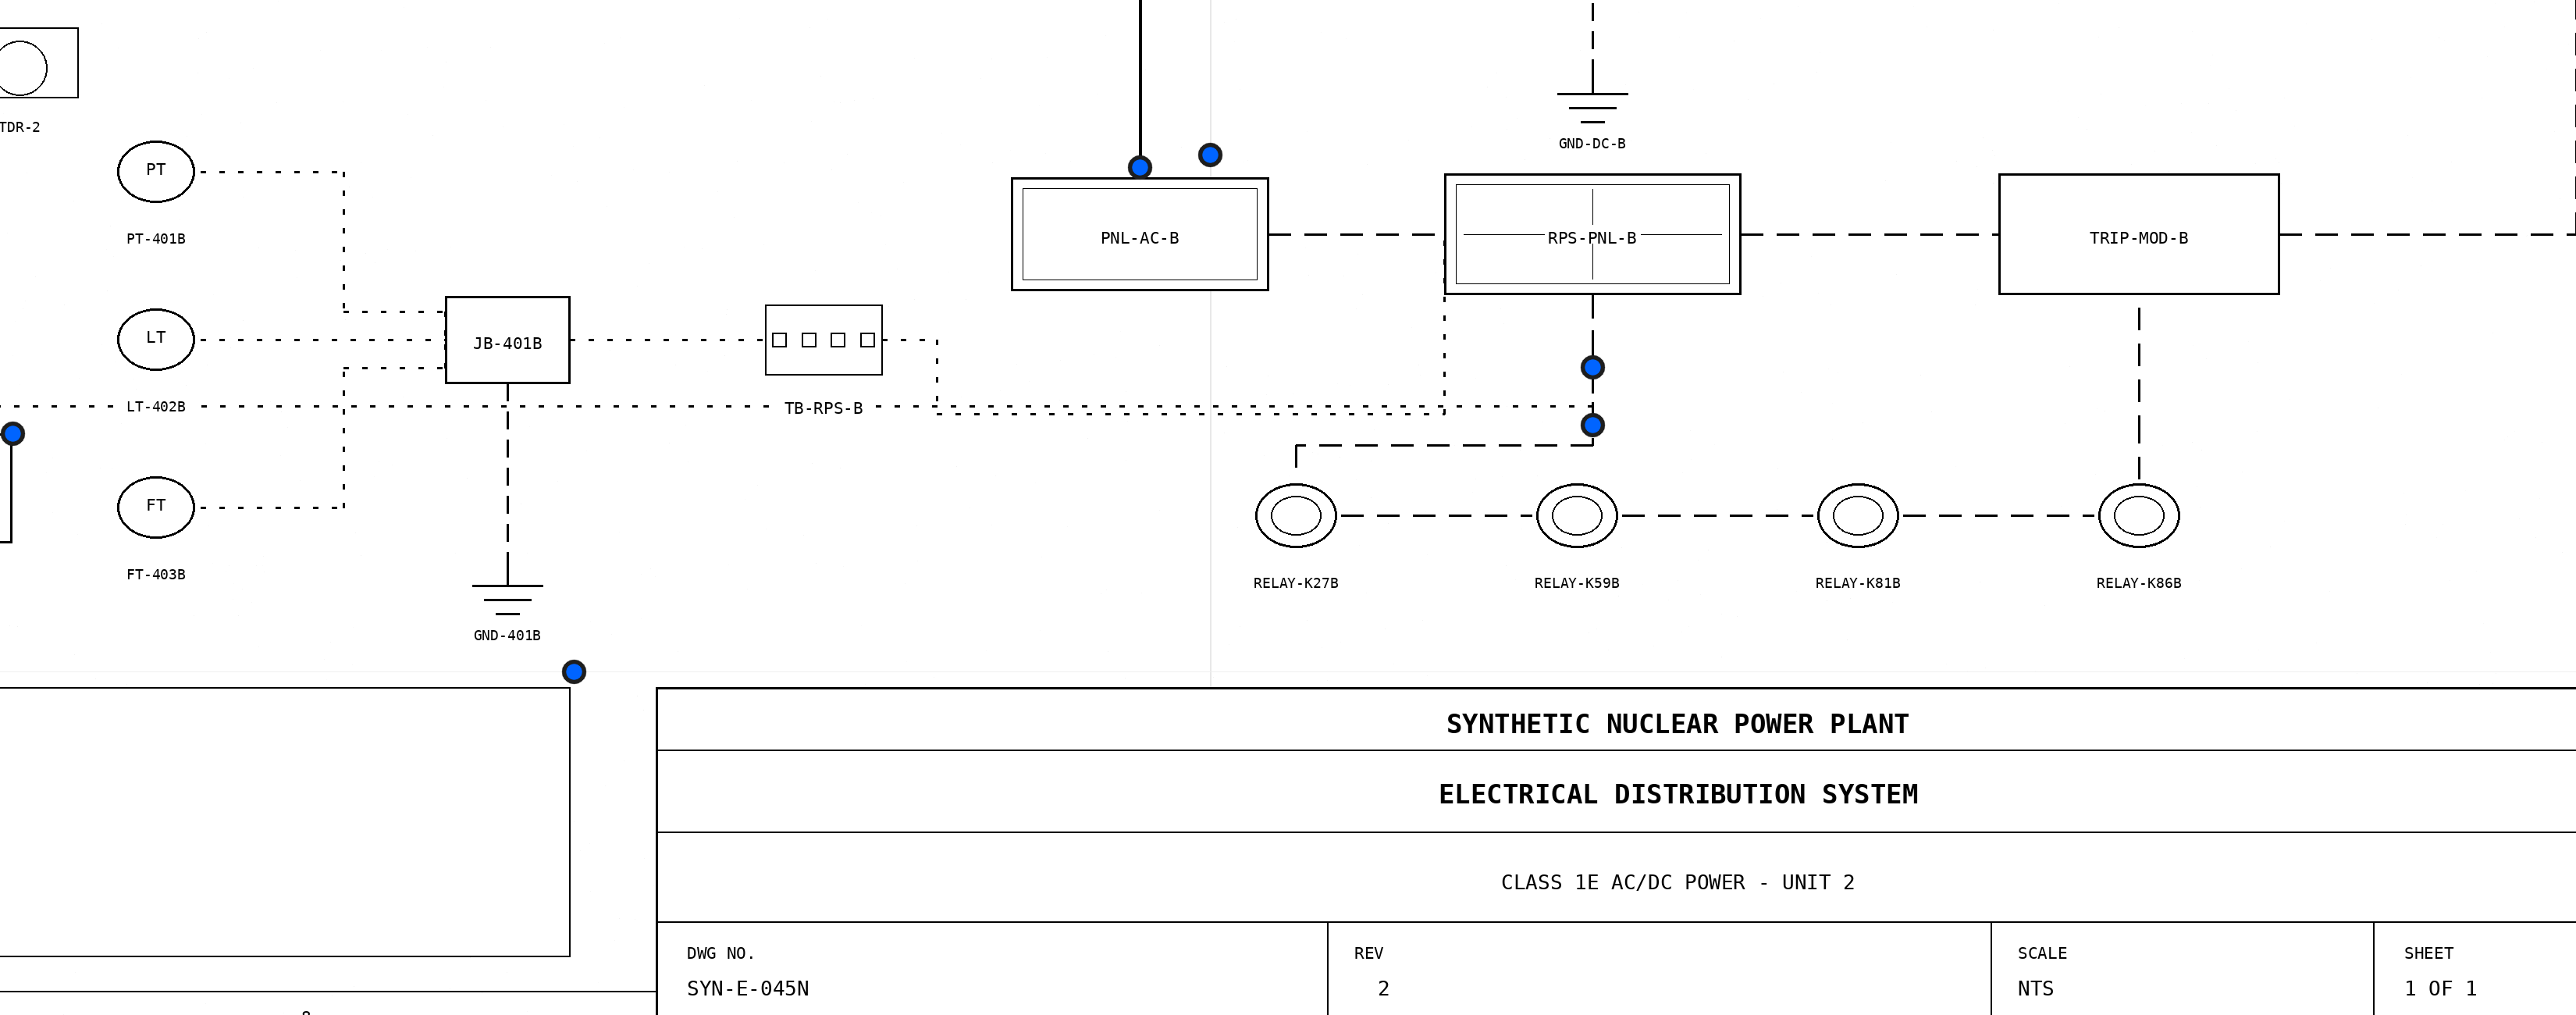 TDR-2
GND-DC-B
PT
PT-401B
PNL-AC-B
RPS-PNL-B
TRIP-MOD-B
LT
JB-401B
LT-402B
TB-RPS-B
FT
FT-403B
RELAY-K27B
RELAY-K59B
RELAY-K81B
RELAY-K86B
GND-401B
SYNTHETIC NUCLEAR POWER PLANT
ELECTRICAL DISTRIBUTION SYSTEM
CLASS 1E AC/DC POWER - UNIT 2
DWG NO.
SYN-E-045N
REV
2
SCALE
NTS
SHEET
1 OF 1